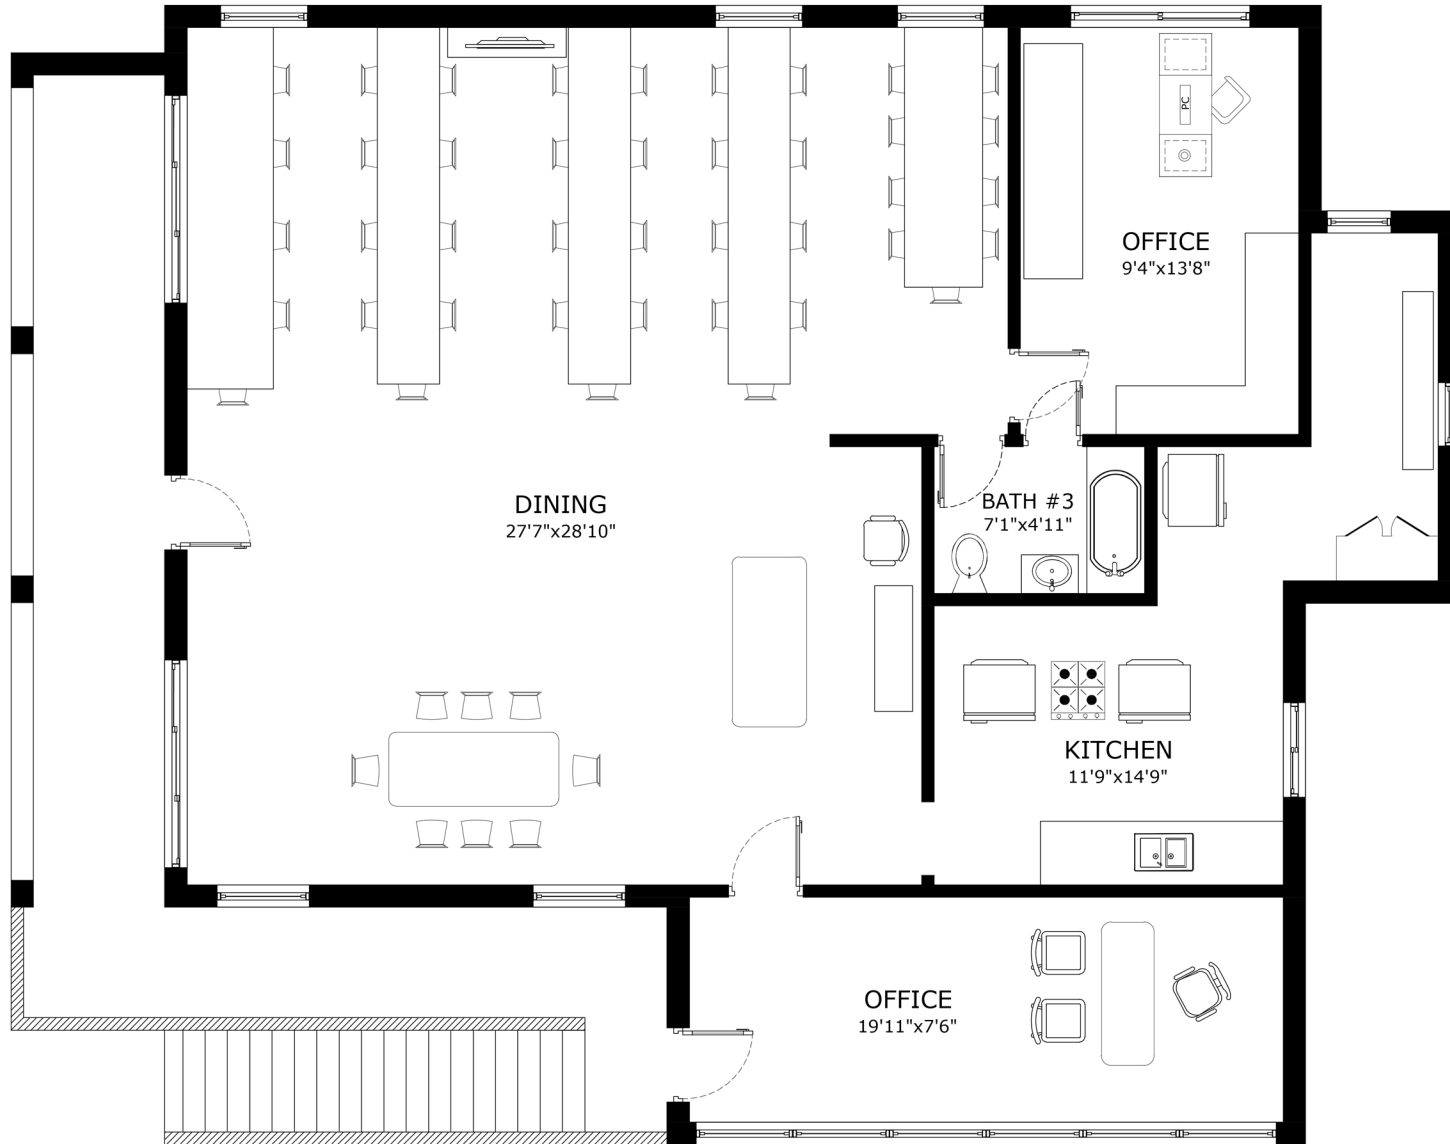 PC
OFFICE
9'4"x13'8"
DINING
27'7"x28'10"
BATH #3
7'1"x4'11"
KITCHEN
11'9"x14'9"
OFFICE
19'11"x7'6"